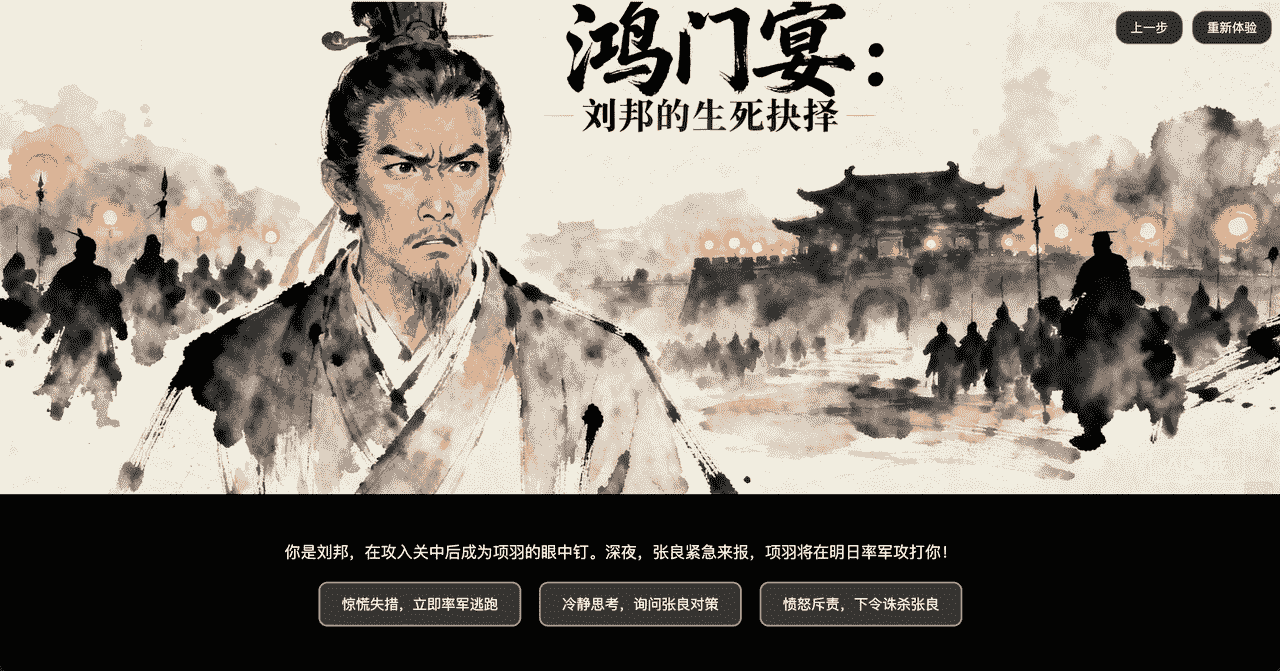 鸿门宴：
刘邦的生死抉择
上一步
重新体验
你是刘邦，在攻入关中后成为项羽的眼中钉。深夜，张良紧急来报，项羽将在明日率军攻打你！
惊慌失措，立即率军逃跑
冷静思考，询问张良对策
愤怒斥责，下令诛杀张良